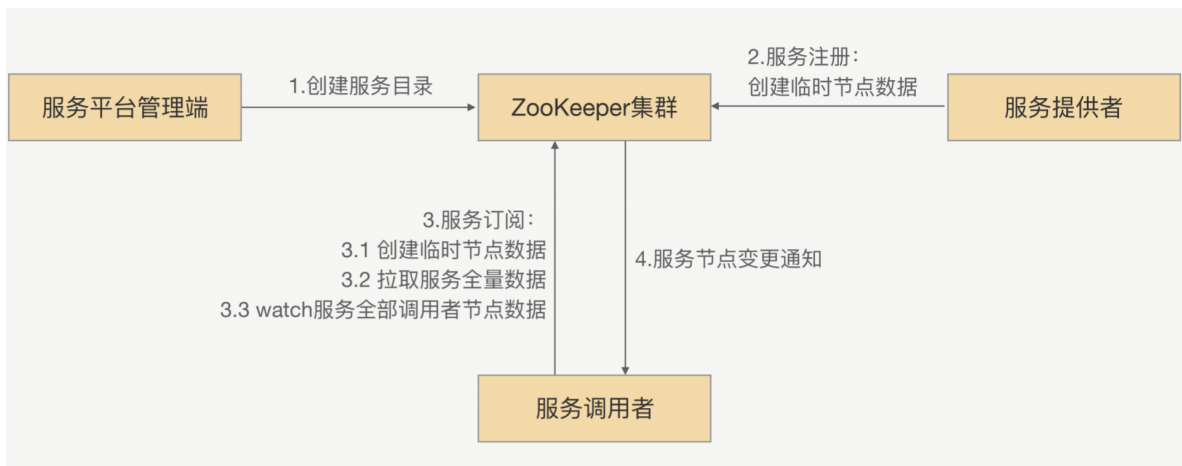 2.服务注册：
创建临时节点数据
1.创建服务目录
服务平台管理端
ZooKeeper集群
服务提供者
3.服务订阅：
3.1 创建临时节点数据
3.2 拉取服务全量数据
3.3 watch服务全部调用者节点数据
4.服务节点变更通知
服务调用者